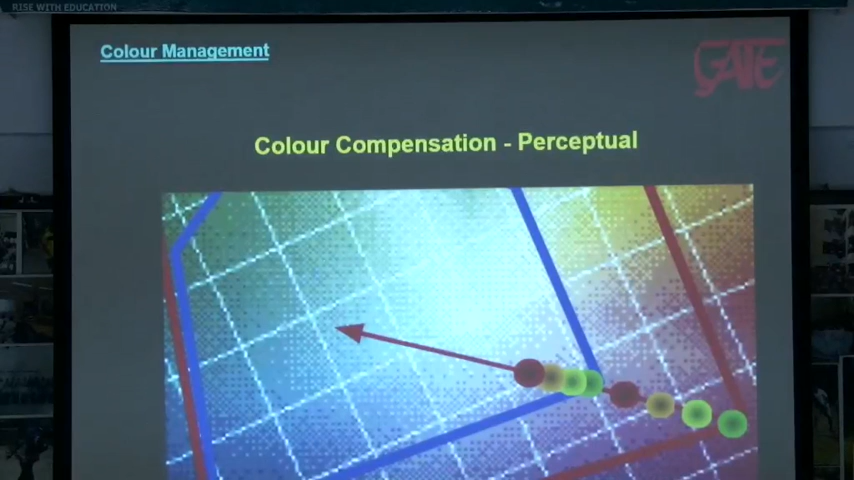 RISE WITH EDUCATION
Colour Management
GATE
Colour Compensation - Perceptual